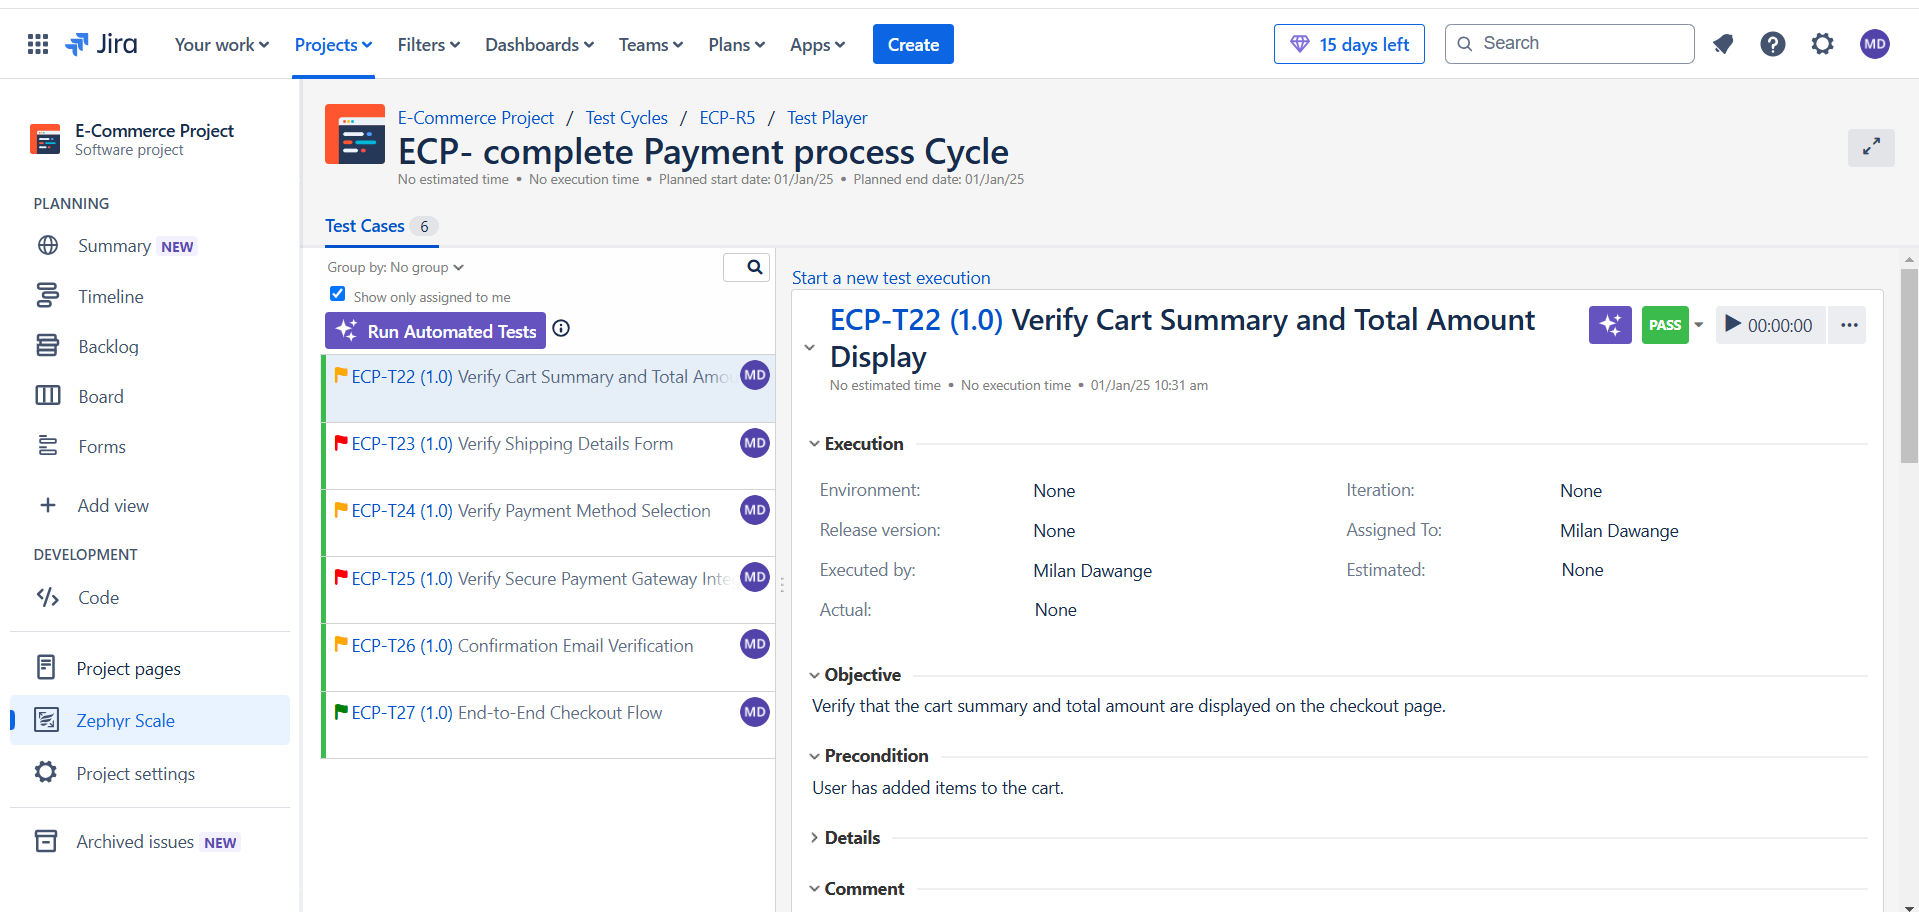 Jira Your work Projects Filters Dashboards Teams Plans Apps Create 15 days left Search MD
E-Commerce Project
Software project
PLANNING
Summary NEW
Timeline
Backlog
Board
Forms
Add view
DEVELOPMENT
Code
Project pages
Zephyr Scale
Project settings
Archived issues NEW
E-Commerce Project / Test Cycles / ECP-R5 / Test Player
ECP- complete Payment process Cycle
No estimated time • No execution time • Planned start date: 01/Jan/25 • Planned end date: 01/Jan/25
Test Cases 6
Group by: No group
Show only assigned to me
Run Automated Tests
ECP-T22 (1.0) Verify Cart Summary and Total Amou MD
ECP-T23 (1.0) Verify Shipping Details Form MD
ECP-T24 (1.0) Verify Payment Method Selection MD
ECP-T25 (1.0) Verify Secure Payment Gateway Inte MD
ECP-T26 (1.0) Confirmation Email Verification MD
ECP-T27 (1.0) End-to-End Checkout Flow MD
Start a new test execution
ECP-T22 (1.0) Verify Cart Summary and Total Amount
Display
PASS 00:00:00 ...
No estimated time • No execution time • 01/Jan/25 10:31 am
Execution
Environment: None Iteration: None
Release version: None Assigned To: Milan Dawange
Executed by: Milan Dawange Estimated: None
Actual: None
Objective
Verify that the cart summary and total amount are displayed on the checkout page.
Precondition
User has added items to the cart.
Details
Comment